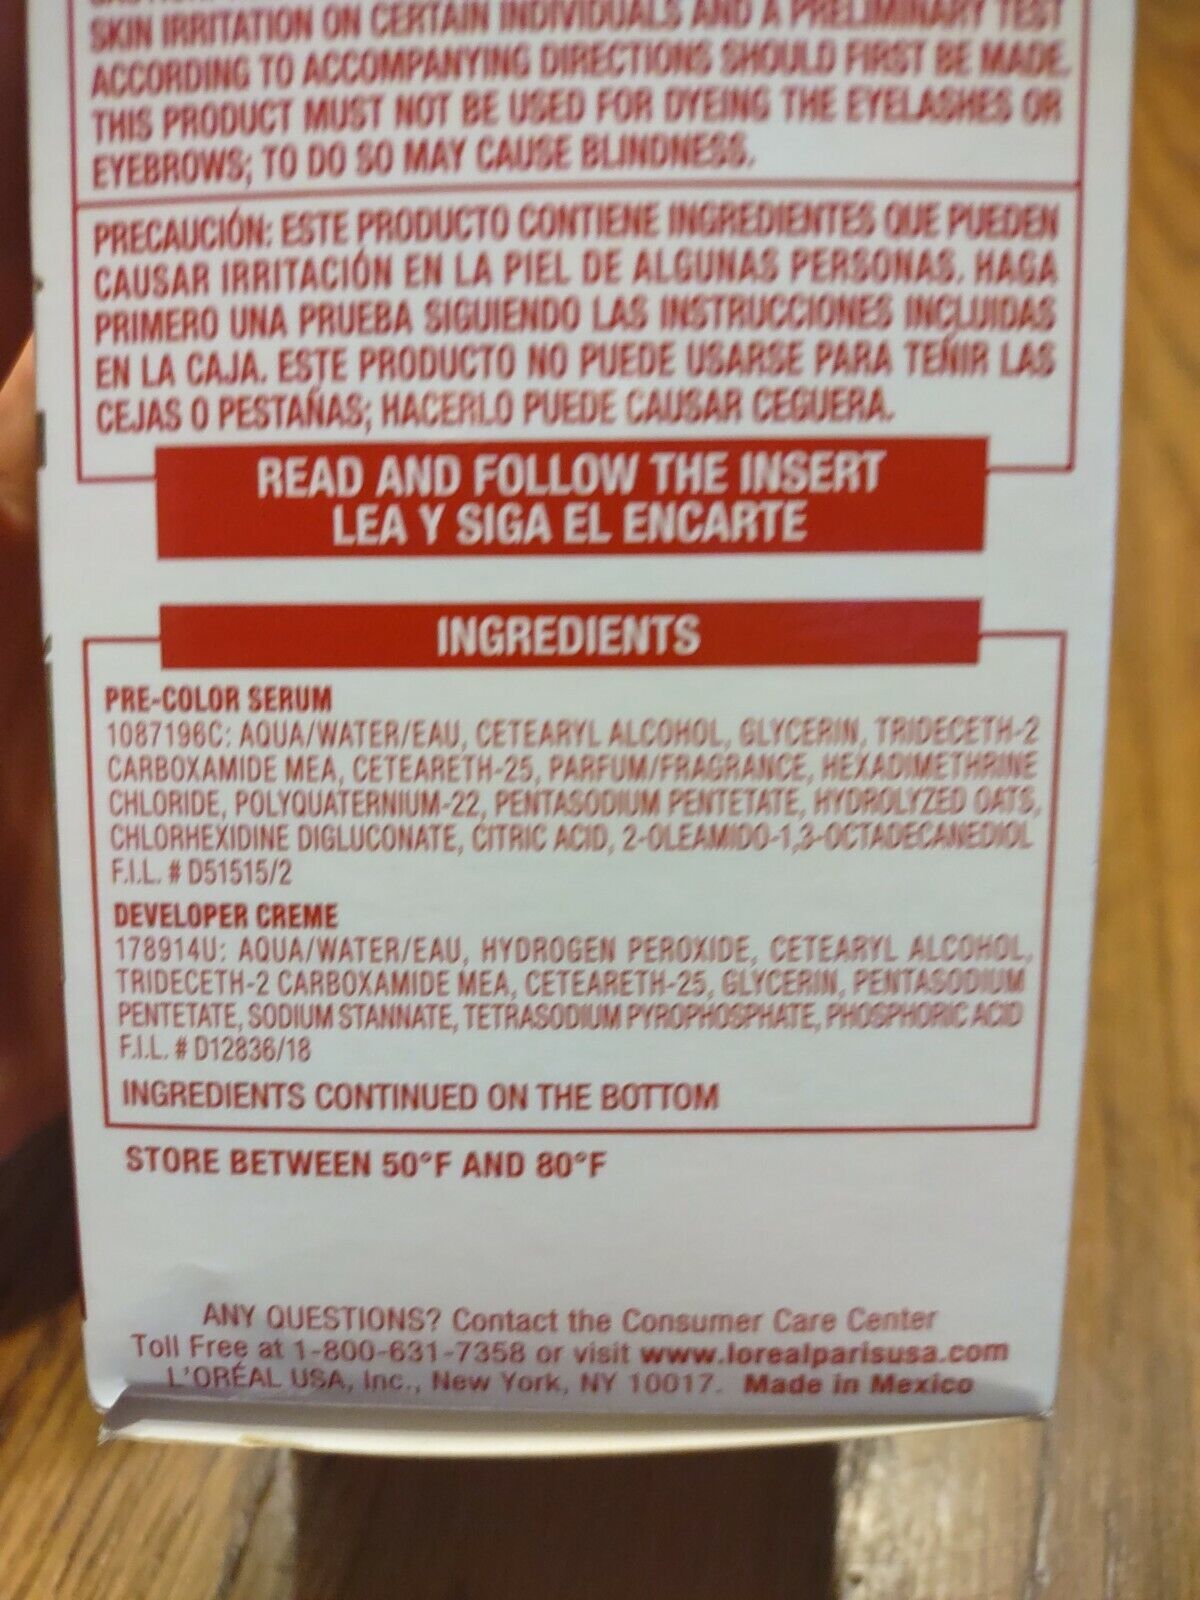 SKIN IRRITATION ON CERTAIN INDIVIDUALS AND A PRELIMINARY TEST
ACCORDING TO ACCOMPANYING DIRECTIONS SHOULD FIRST BE MADE.
THIS PRODUCT MUST NOT BE USED FOR DYEING THE EYELASHES OR
EYEBROWS; TO DO SO MAY CAUSE BLINDNESS.
PRECAUCIÓN: ESTE PRODUCTO CONTIENE INGREDIENTES QUE PUEDEN
CAUSAR IRRITACIÓN EN LA PIEL DE ALGUNAS PERSONAS. HAGA
PRIMERO UNA PRUEBA SIGUIENDO LAS INSTRUCCIONES INCLUIDAS
EN LA CAJA. ESTE PRODUCTO NO PUEDE USARSE PARA TEÑIR LAS
CEJAS O PESTAÑAS; HACERLO PUEDE CAUSAR CEGUERA.
READ AND FOLLOW THE INSERT
LEA Y SIGA EL ENCARTE
INGREDIENTS
PRE-COLOR SERUM
1087196C: AQUA/WATER/EAU, CETEARYL ALCOHOL, GLYCERIN, TRIDECETH-2
CARBOXAMIDE MEA, CETEARETH-25, PARFUM/FRAGRANCE, HEXADIMETHRINE
CHLORIDE, POLYQUATERNIUM-22, PENTASODIUM PENTETATE, HYDROLYZED OATS,
CHLORHEXIDINE DIGLUCONATE, CITRIC ACID, 2-OLEAMIDO-1,3-OCTADECANEDIOL
F.I.L. # D51515/2
DEVELOPER CREME
178914U: AQUA/WATER/EAU, HYDROGEN PEROXIDE, CETEARYL ALCOHOL,
TRIDECETH-2 CARBOXAMIDE MEA, CETEARETH-25, GLYCERIN, PENTASODIUM
PENTETATE, SODIUM STANNATE, TETRASODIUM PYROPHOSPHATE, PHOSPHORIC ACID
F.I.L. # D12836/18
INGREDIENTS CONTINUED ON THE BOTTOM
STORE BETWEEN 50°F AND 80°F
ANY QUESTIONS? Contact the Consumer Care Center
Toll Free at 1-800-631-7358 or visit www.lorealparisusa.com
L'ORÉAL USA, Inc., New York, NY 10017. Made in Mexico